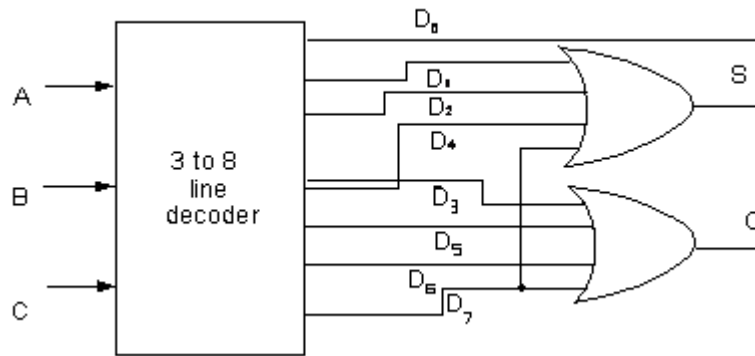 D₀
A
D₁
S
D₂
D₄
3 to 8
line
decoder
B
D₃
D₅
C
D₆
D₇